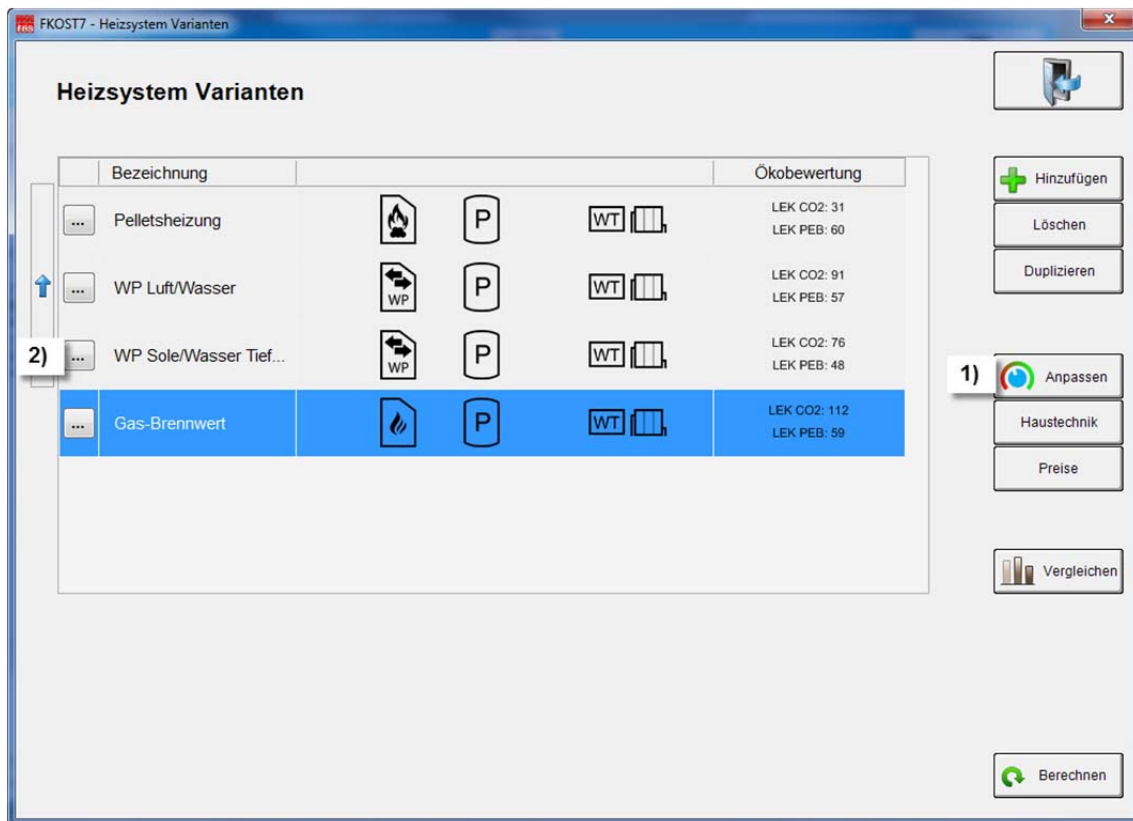 FKOST7 - Heizsystem Varianten
Heizsystem Varianten
Bezeichnung Ökobewertung
... Pelletsheizung P WT LEK CO2: 31
LEK PEB: 60
... WP Luft/Wasser WP P WT LEK CO2: 91
LEK PEB: 57
2) ... WP Sole/Wasser Tief... WP P WT LEK CO2: 76
LEK PEB: 48
... Gas-Brennwert P WT LEK CO2: 112
LEK PEB: 59
Hinzufügen
Löschen
Duplizieren
1) Anpassen
Haustechnik
Preise
Vergleichen
Berechnen